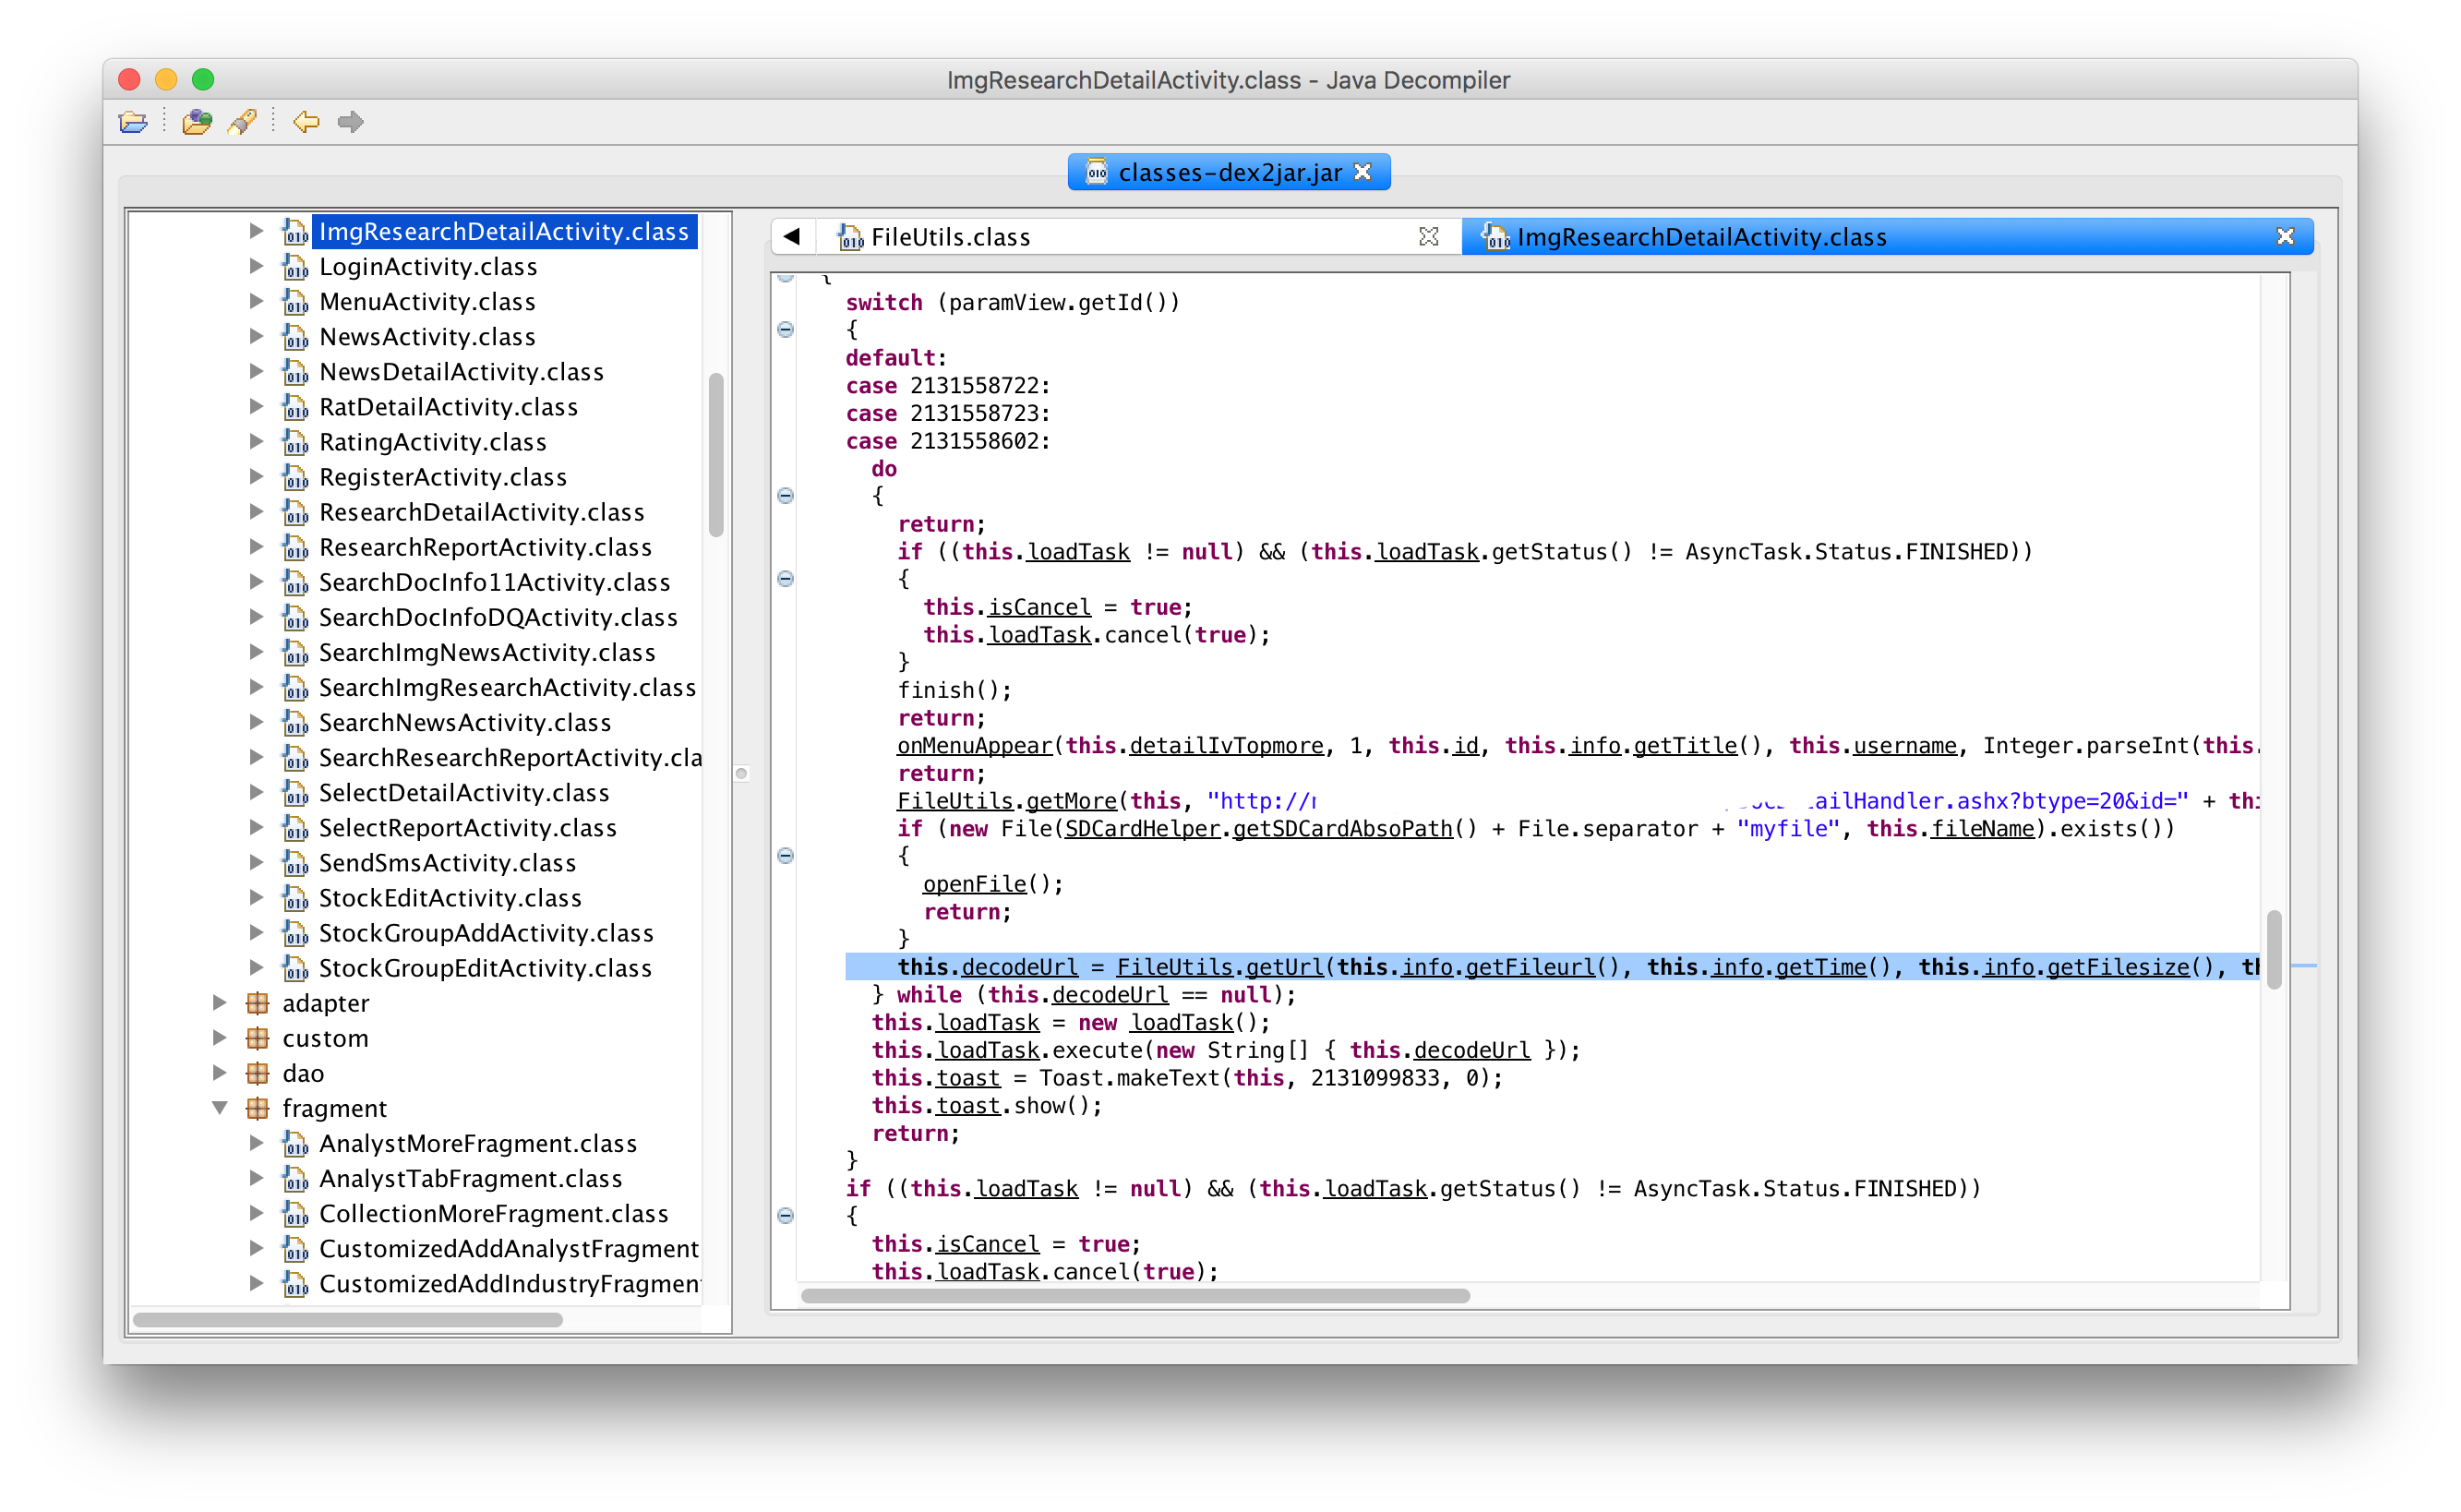 ImgResearchDetailActivity.class - Java Decompiler
classes-dex2jar.jar
ImgResearchDetailActivity.class
LoginActivity.class
MenuActivity.class
NewsActivity.class
NewsDetailActivity.class
RatDetailActivity.class
RatingActivity.class
RegisterActivity.class
ResearchDetailActivity.class
ResearchReportActivity.class
SearchDocInfo11Activity.class
SearchDocInfoDQActivity.class
SearchImgNewsActivity.class
SearchImgResearchActivity.class
SearchNewsActivity.class
SearchResearchReportActivity.cla
SelectDetailActivity.class
SelectReportActivity.class
SendSmsActivity.class
StockEditActivity.class
StockGroupAddActivity.class
StockGroupEditActivity.class
adapter
custom
dao
fragment
AnalystMoreFragment.class
AnalystTabFragment.class
CollectionMoreFragment.class
CustomizedAddAnalystFragment
CustomizedAddIndustryFragmen
FileUtils.class
ImgResearchDetailActivity.class
{
switch (paramView.getId())
{
default:
case 2131558722:
case 2131558723:
case 2131558602:
do
{
return;
if ((this.loadTask != null) && (this.loadTask.getStatus() != AsyncTask.Status.FINISHED))
{
this.isCancel = true;
this.loadTask.cancel(true);
}
finish();
return;
onMenuAppear(this.detailIvTopmore, 1, this.id, this.info.getTitle(), this.username, Integer.parseInt(this.
return;
FileUtils.getMore(this, "http:// ailHandler.ashx?btype=20&id=" + thi
if (new File(SDCardHelper.getSDCardAbsoPath() + File.separator + "myfile", this.fileName).exists())
{
openFile();
return;
}
this.decodeUrl = FileUtils.getUrl(this.info.getFileurl(), this.info.getTime(), this.info.getFilesize(), th
} while (this.decodeUrl == null);
this.loadTask = new loadTask();
this.loadTask.execute(new String[] { this.decodeUrl });
this.toast = Toast.makeText(this, 2131099833, 0);
this.toast.show();
return;
}
if ((this.loadTask != null) && (this.loadTask.getStatus() != AsyncTask.Status.FINISHED))
{
this.isCancel = true;
this.loadTask.cancel(true);